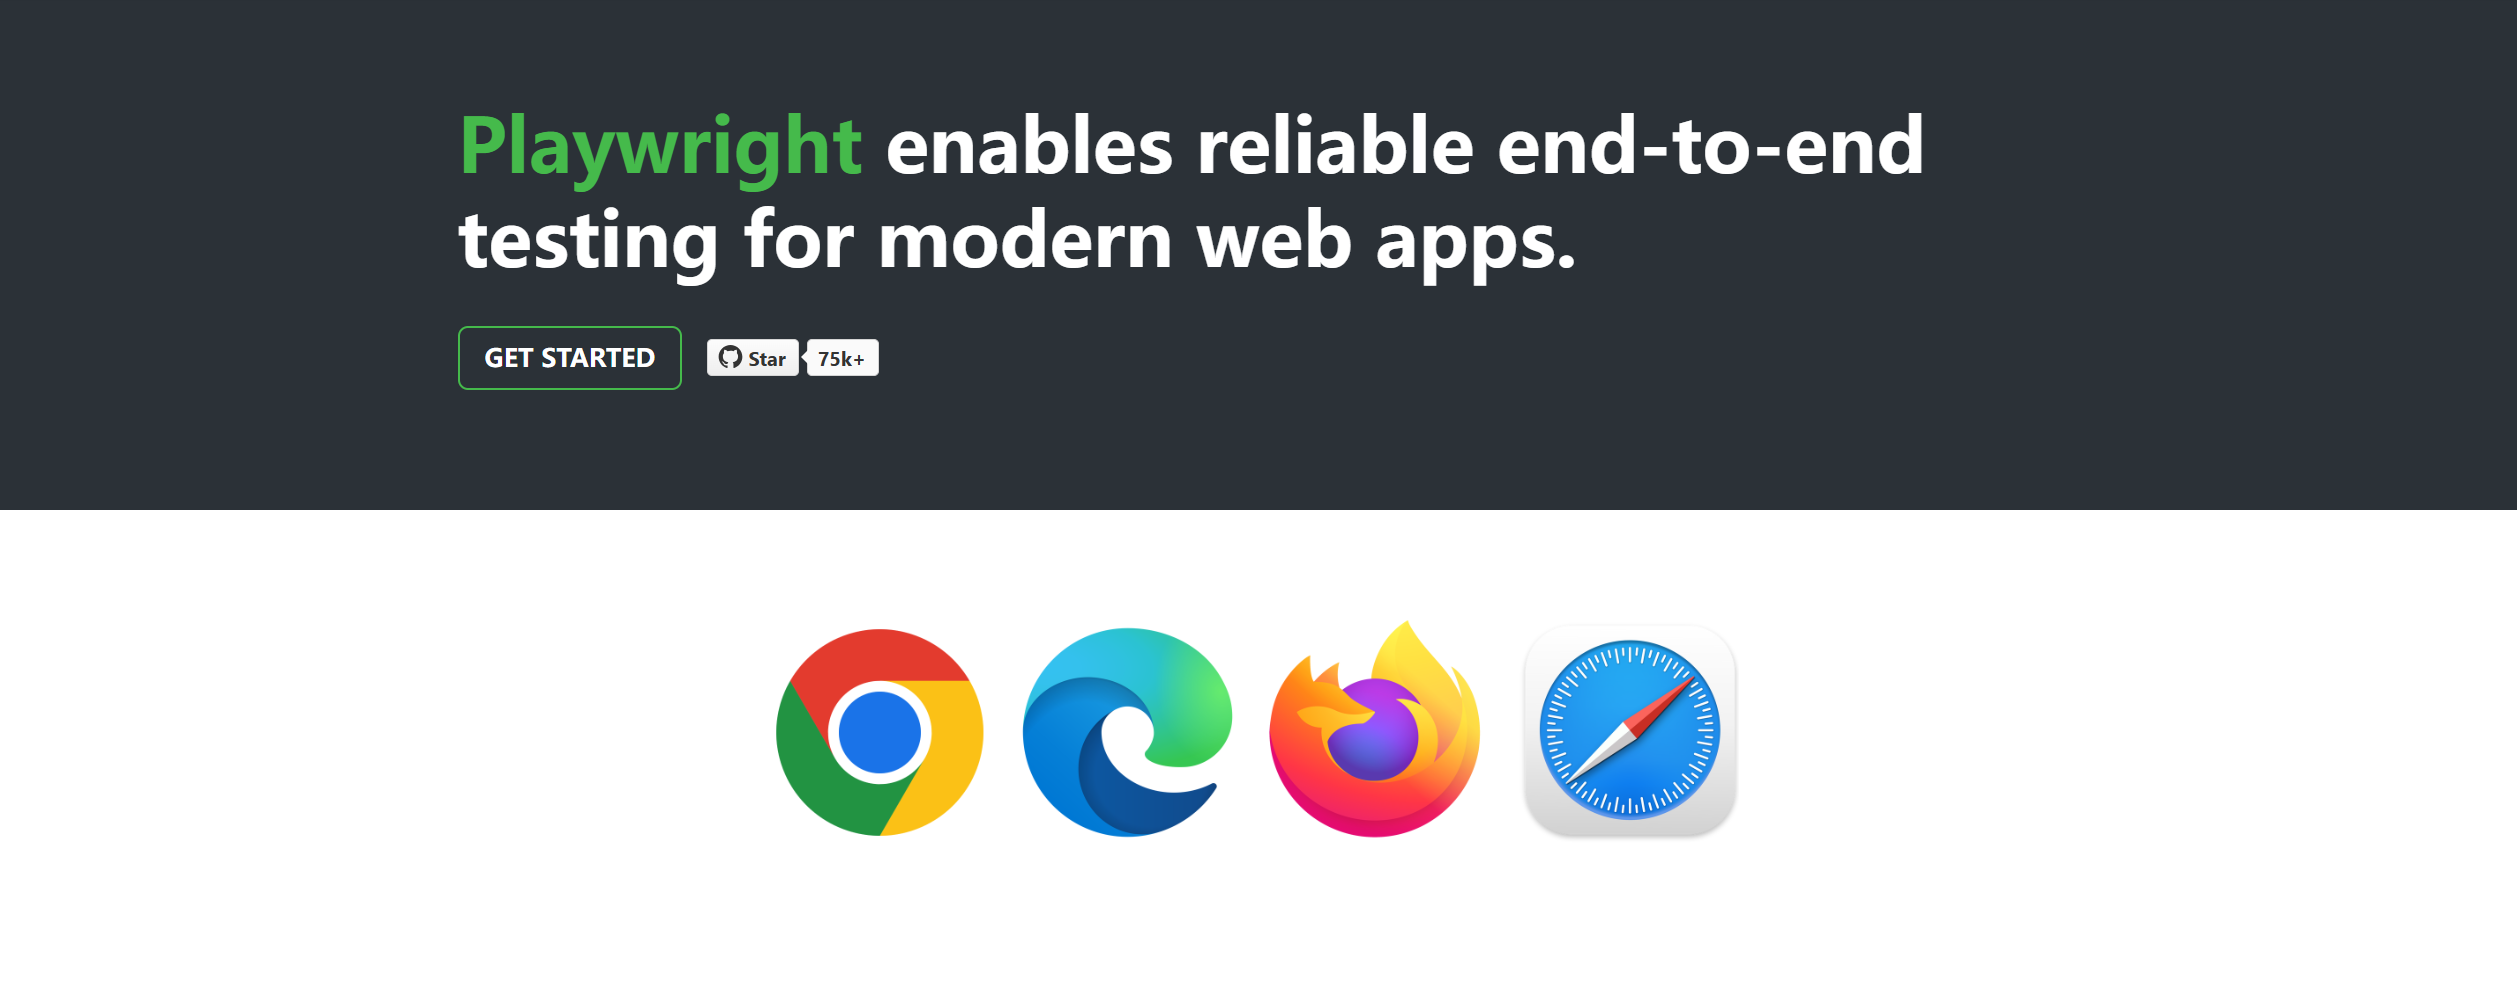 Playwright enables reliable end-to-end
testing for modern web apps.
GET STARTED
Star
75k+